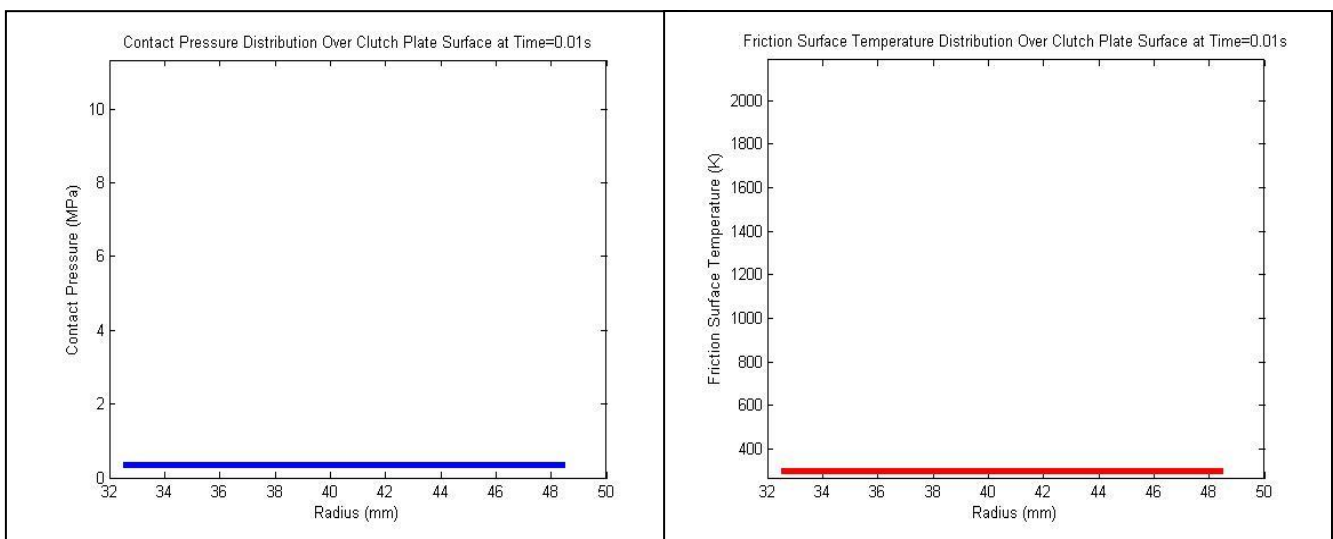 Contact Pressure Distribution Over Clutch Plate Surface at Time=0.01s
Contact Pressure (MPa)
10
8
6
4
2
0
32 34 36 38 40 42 44 46 48 50
Radius (mm)
Friction Surface Temperature Distribution Over Clutch Plate Surface at Time=0.01s
Friction Surface Temperature (K)
2000
1800
1600
1400
1200
1000
800
600
400
32 34 36 38 40 42 44 46 48 50
Radius (mm)